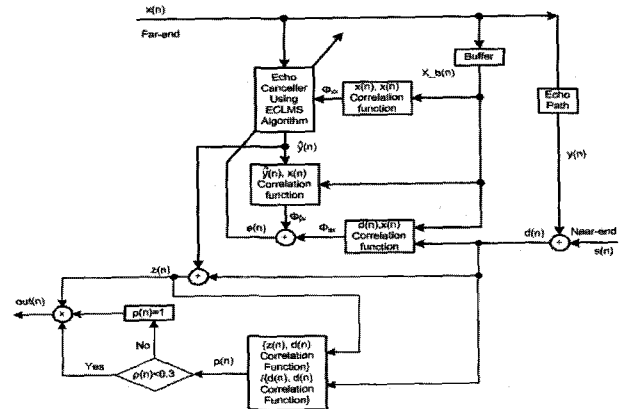 x(n)
Far-end
Echo
Canceller
Using
ECLMS
Algorithm
Φxx
x(n), x(n)
Correlation
function
Buffer
X_b(n)
Echo
Path
y(n)
ŷ(n)
ŷ(n), x(n)
Correlation
function
Φŷx
e(n)
+
Φdx
d(n),x(n)
Correlation
function
d(n)
+
Near-end
s(n)
z(n)
+
out(n)
×
ρ(n)=1
No
Yes
ρ(n)<0.3
ρ(n)
{z(n), d(n)
Correlation
Function}
/{d(n), d(n)
Correlation
Function}